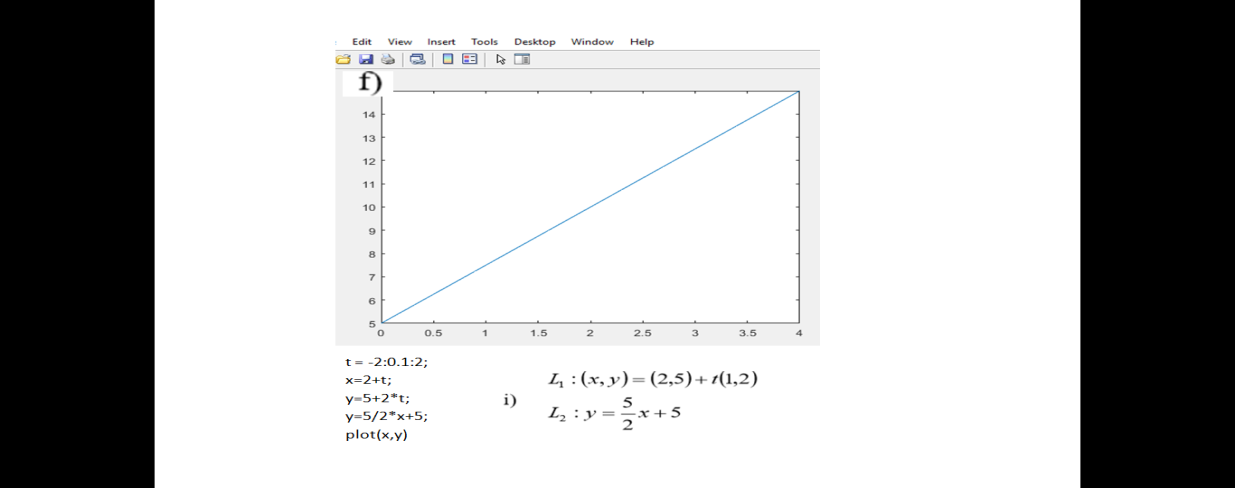 Edit View Insert Tools Desktop Window Help
f)
14
13
12
11
10
9
8
7
6
5
0 0.5 1 1.5 2 2.5 3 3.5 4
t = -2:0.1:2;
x=2+t;
y=5+2*t;
y=5/2*x+5;
plot(x,y)
i)
L₁ : (x, y) = (2,5) + t(1,2)
L₂ : y = 5/2 x + 5